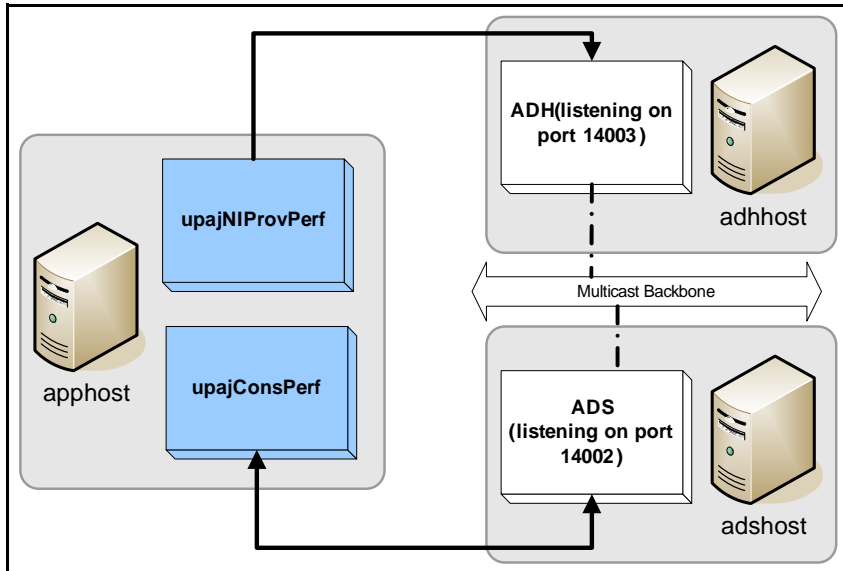 ADH(listening on
port 14003)
adhhost
upajNIProvPerf
Multicast Backbone
upajConsPerf
apphost
ADS
(listening on port
14002)
adshost